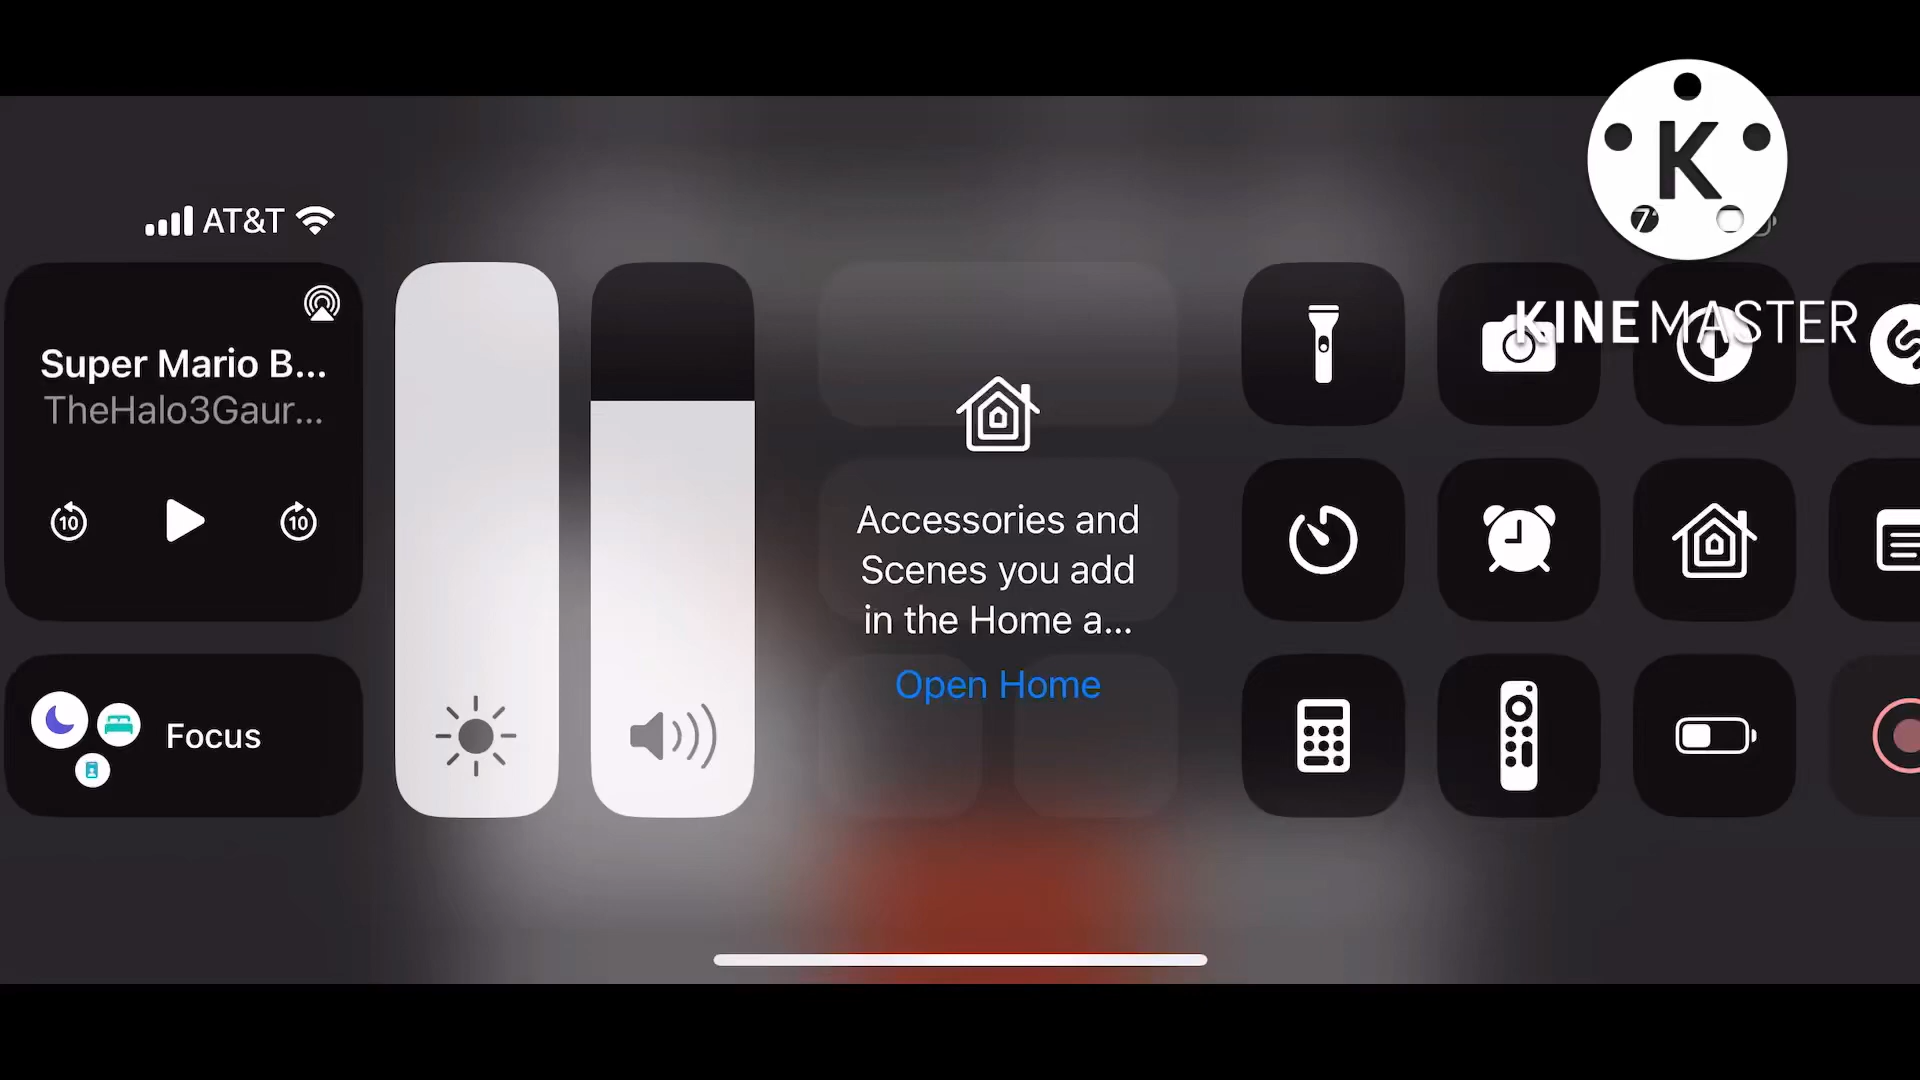 AT&T
Super Mario B...
TheHalo3Gaur...
10
10
Focus
Accessories and
Scenes you add
in the Home a...
Open Home
K
KINEMASTER